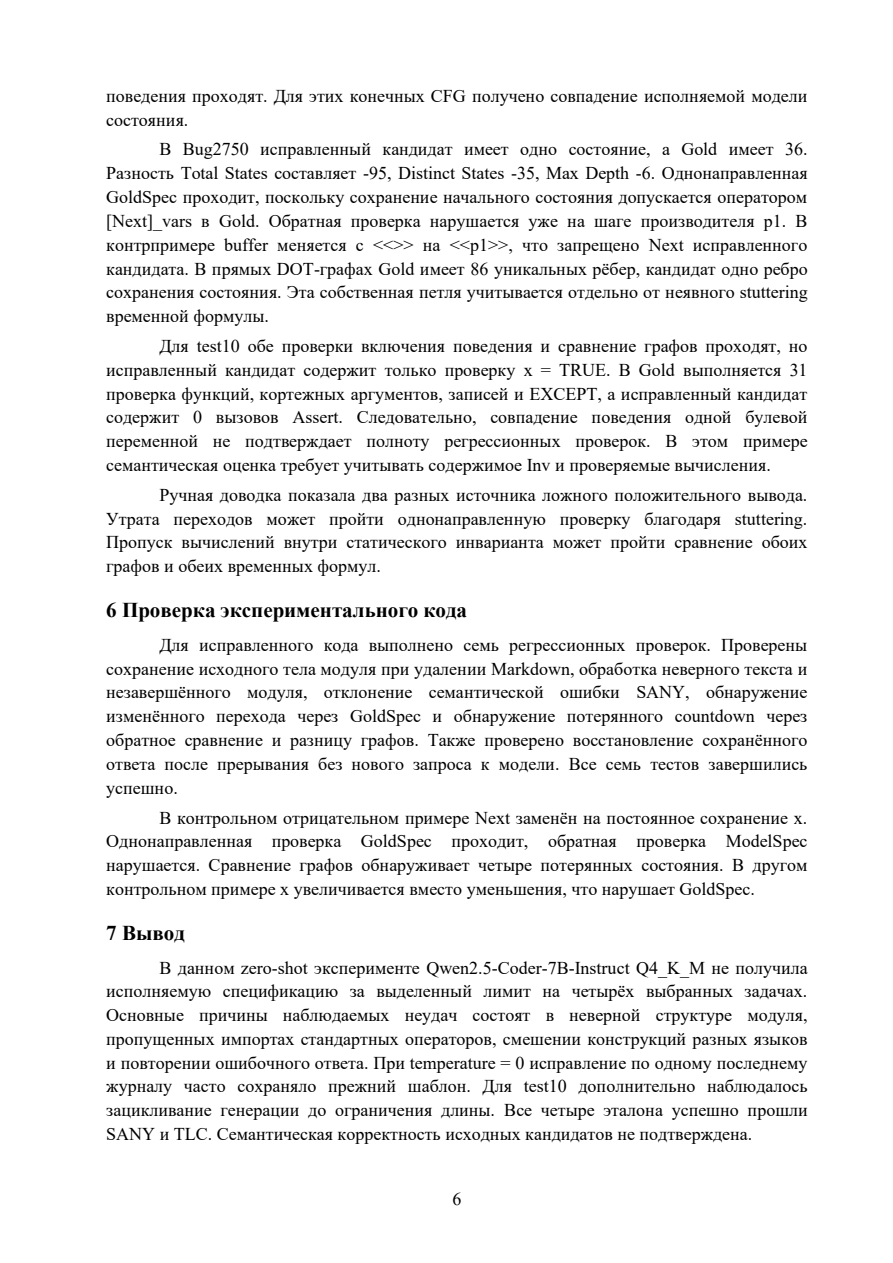 поведения проходят. Для этих конечных CFG получено совпадение исполняемой модели
состояния.
В Bug2750 исправленный кандидат имеет одно состояние, а Gold имеет 36.
Разность Total States составляет -95, Distinct States -35, Max Depth -6. Однонаправленная
GoldSpec проходит, поскольку сохранение начального состояния допускается оператором
[Next]_vars в Gold. Обратная проверка нарушается уже на шаге производителя p1. В
контрпримере buffer меняется с <<>> на <<p1>>, что запрещено Next исправленного
кандидата. В прямых DOT-графах Gold имеет 86 уникальных рёбер, кандидат одно ребро
сохранения состояния. Эта собственная петля учитывается отдельно от неявного stuttering
временной формулы.
Для test10 обе проверки включения поведения и сравнение графов проходят, но
исправленный кандидат содержит только проверку x = TRUE. В Gold выполняется 31
проверка функций, кортежных аргументов, записей и EXCEPT, а исправленный кандидат
содержит 0 вызовов Assert. Следовательно, совпадение поведения одной булевой
переменной не подтверждает полноту регрессионных проверок. В этом примере
семантическая оценка требует учитывать содержимое Inv и проверяемые вычисления.
Ручная доводка показала два разных источника ложного положительного вывода.
Утрата переходов может пройти однонаправленную проверку благодаря stuttering.
Пропуск вычислений внутри статического инварианта может пройти сравнение обоих
графов и обеих временных формул.
6 Проверка экспериментального кода
Для исправленного кода выполнено семь регрессионных проверок. Проверены
сохранение исходного тела модуля при удалении Markdown, обработка неверного текста и
незавершённого модуля, отклонение семантической ошибки SANY, обнаружение
изменённого перехода через GoldSpec и обнаружение потерянного countdown через
обратное сравнение и разницу графов. Также проверено восстановление сохранённого
ответа после прерывания без нового запроса к модели. Все семь тестов завершились
успешно.
В контрольном отрицательном примере Next заменён на постоянное сохранение x.
Однонаправленная проверка GoldSpec проходит, обратная проверка ModelSpec
нарушается. Сравнение графов обнаруживает четыре потерянных состояния. В другом
контрольном примере x увеличивается вместо уменьшения, что нарушает GoldSpec.
7 Вывод
В данном zero-shot эксперименте Qwen2.5-Coder-7B-Instruct Q4_K_M не получила
исполняемую спецификацию за выделенный лимит на четырёх выбранных задачах.
Основные причины наблюдаемых неудач состоят в неверной структуре модуля,
пропущенных импортах стандартных операторов, смешении конструкций разных языков
и повторении ошибочного ответа. При temperature = 0 исправление по одному последнему
журналу часто сохраняло прежний шаблон. Для test10 дополнительно наблюдалось
зацикливание генерации до ограничения длины. Все четыре эталона успешно прошли
SANY и TLC. Семантическая корректность исходных кандидатов не подтверждена.
6